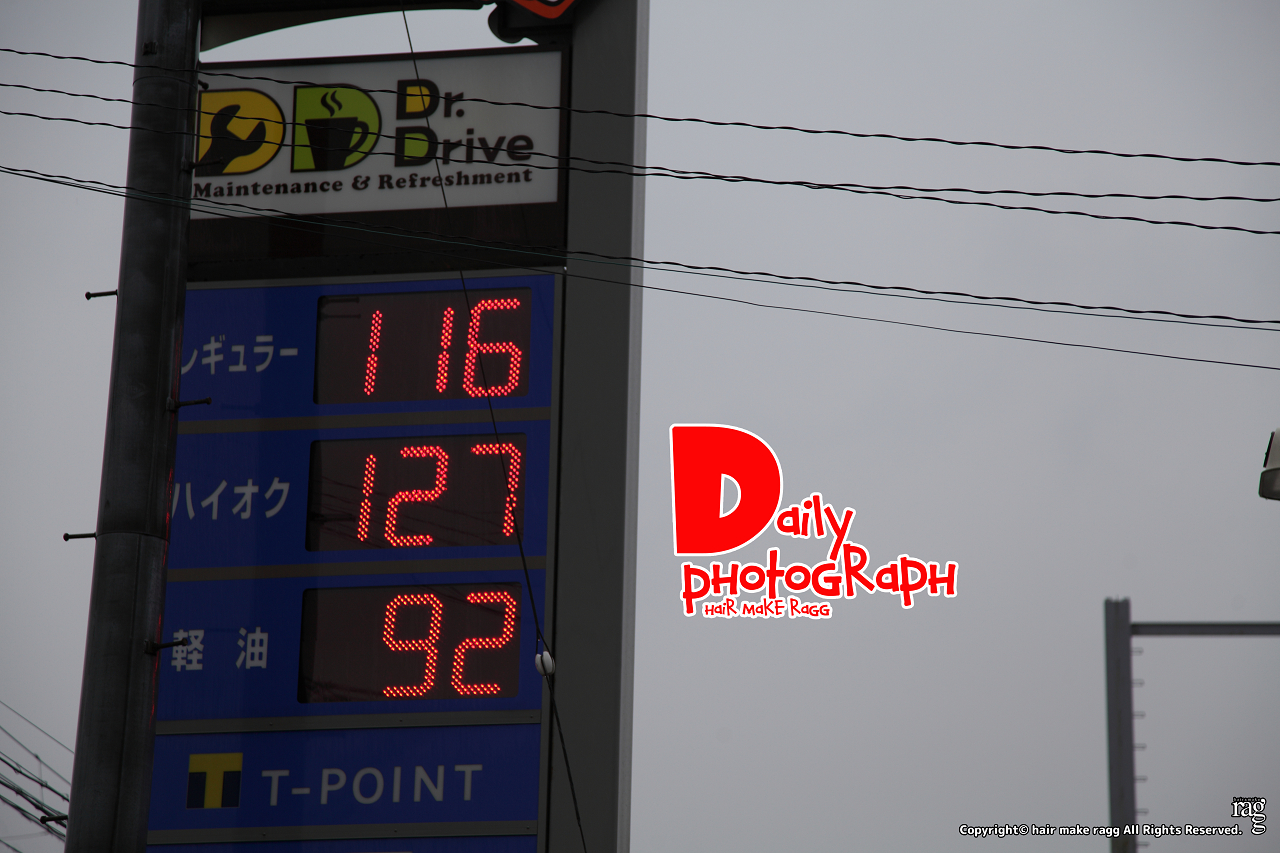 Dr.
Drive
Maintenance & Refreshment
レギュラー 116
ハイオク 127
軽油 92
T T-POINT
Daily
pHotoGRapH
HaiR MaKE RaGG
rag
Copyright© hair make ragg All Rights Reserved.